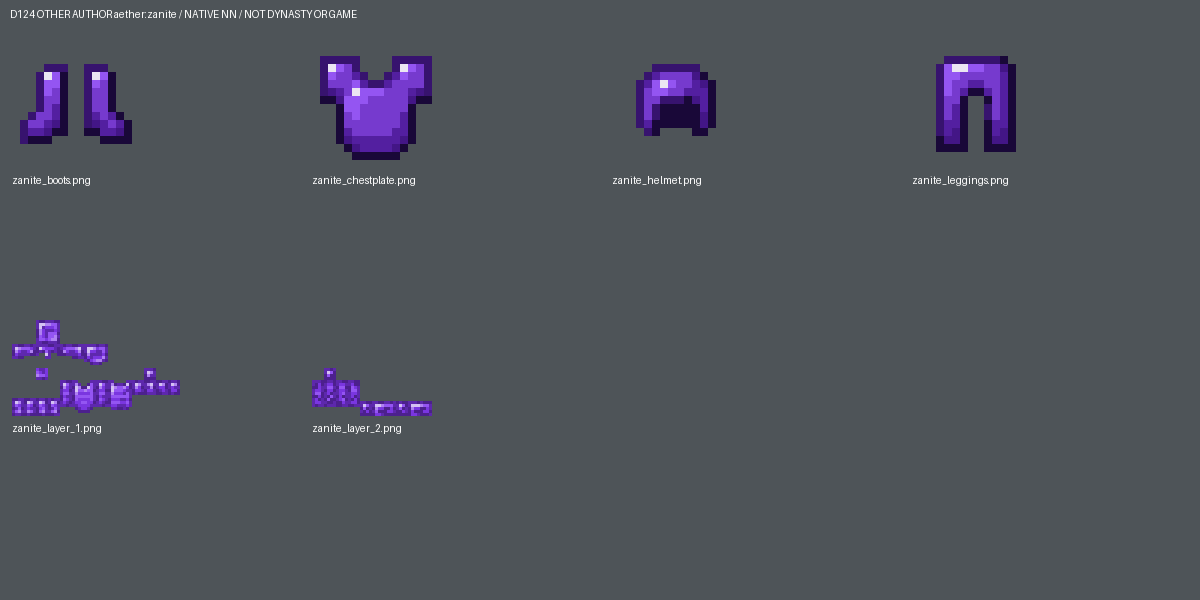 D124 OTHER AUTHOR aether:zanite / NATIVE NN / NOT DYNASTY OR GAME
zanite_boots.png
zanite_chestplate.png
zanite_helmet.png
zanite_leggings.png
zanite_layer_1.png
zanite_layer_2.png